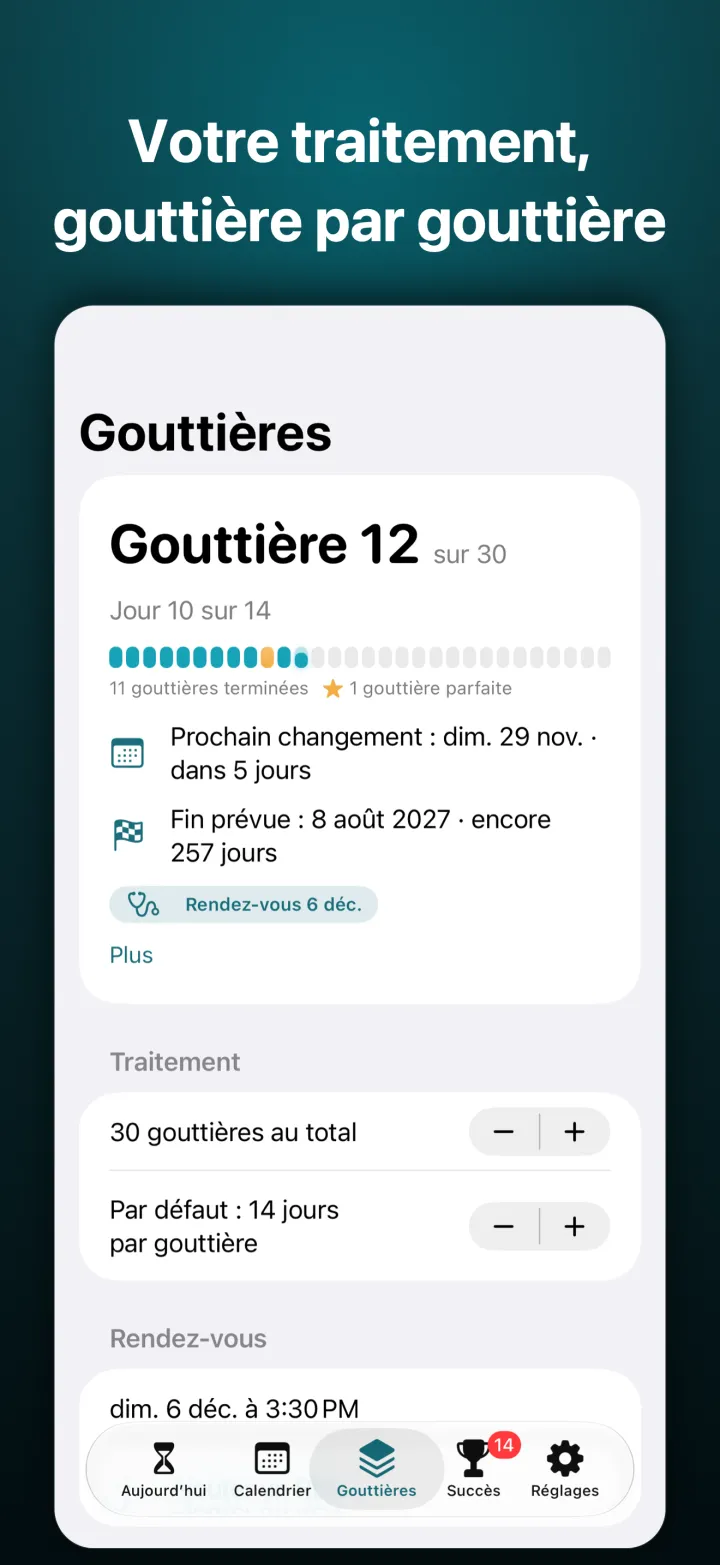 Votre traitement,
gouttière par gouttière
Gouttières
Gouttière 12 sur 30
Jour 10 sur 14
11 gouttières terminées 1 gouttière parfaite
Prochain changement : dim. 29 nov. ·
dans 5 jours
Fin prévue : 8 août 2027 · encore
257 jours
Rendez-vous 6 déc.
Plus
Traitement
30 gouttières au total
Par défaut : 14 jours
par gouttière
Rendez-vous
dim. 6 déc. à 3:30 PM
14
Aujourd'hui Calendrier Gouttières Succès Réglages